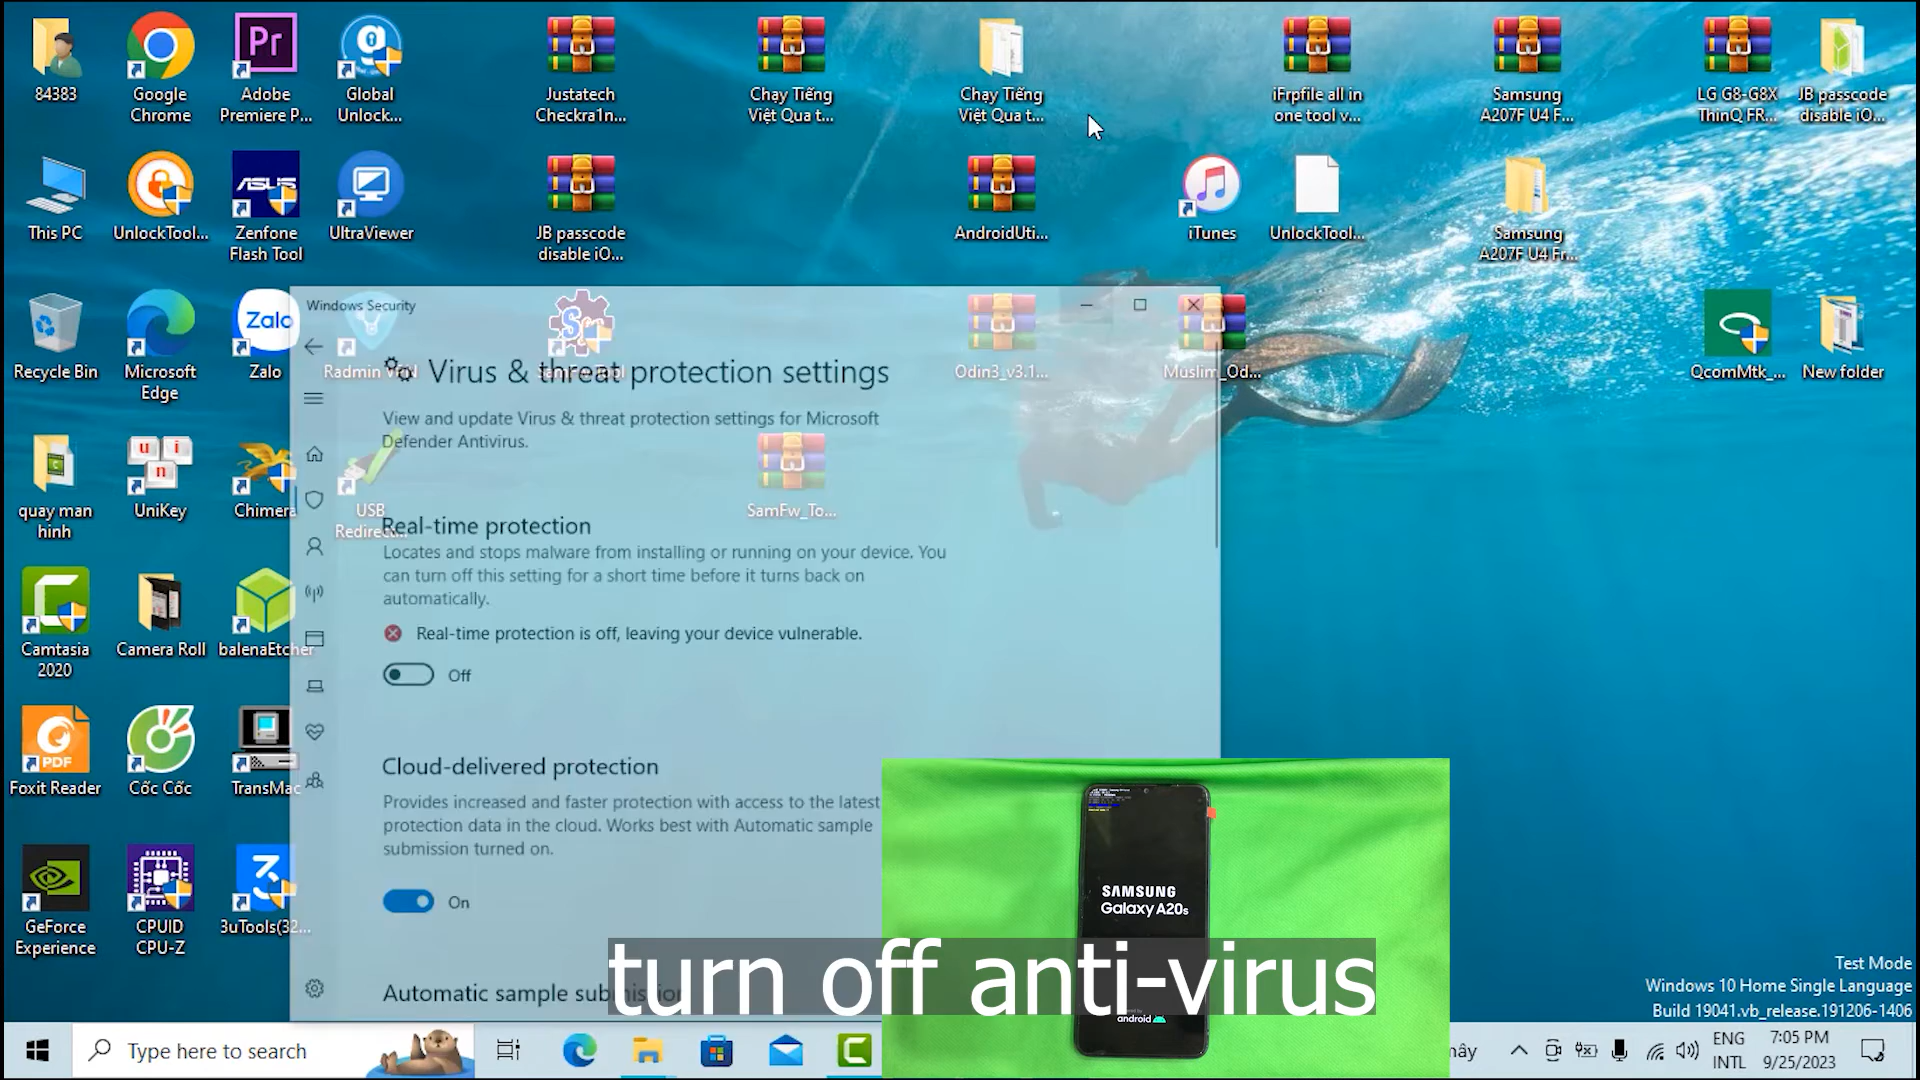 84383
Google
Chrome
Adobe
Premiere P...
Global
Unlock...
Justatech
Checkra1n...
Chạy Tiếng
Việt Qua t...
Chạy Tiếng
Việt Qua t...
iFrpfile all in
one tool v...
Samsung
A207F U4 F...
LG G8-G8X
ThinQ FR...
JB passcode
disable iO...
This PC
UnlockTool...
ASUS
Zenfone
Flash Tool
UltraViewer
JB passcode
disable iO...
AndroidUti...
iTunes
UnlockTool...
Samsung
A207F U4 Fr...
Recycle Bin
Microsoft
Edge
Zalo
Zalo
Odin3_v3.1...
Muslim_Od...
QcomMtk_...
New folder
Windows Security
Virus & threat protection settings
View and update Virus & threat protection settings for Microsoft
Defender Antivirus.
quay man
hinh
UniKey
Chimera
USB
Redirect...
SamFw_To...
Real-time protection
Locates and stops malware from installing or running on your device. You
can turn off this setting for a short time before it turns back on
automatically.
Real-time protection is off, leaving your device vulnerable.
Off
Camtasia
2020
Camera Roll
balenaEtcher
Cloud-delivered protection
Provides increased and faster protection with access to the latest
protection data in the cloud. Works best with Automatic sample
submission turned on.
On
PDF
Foxit Reader
Cốc Cốc
TransMac
GeForce
Experience
CPUID
CPU-Z
3uTools(32...
Automatic sample
SAMSUNG
Galaxy A20s
android
turn off anti-virus
Test Mode
Windows 10 Home Single Language
Build 19041.vb_release.191206-1406
Type here to search
ENG
INTL
7:05 PM
9/25/2023